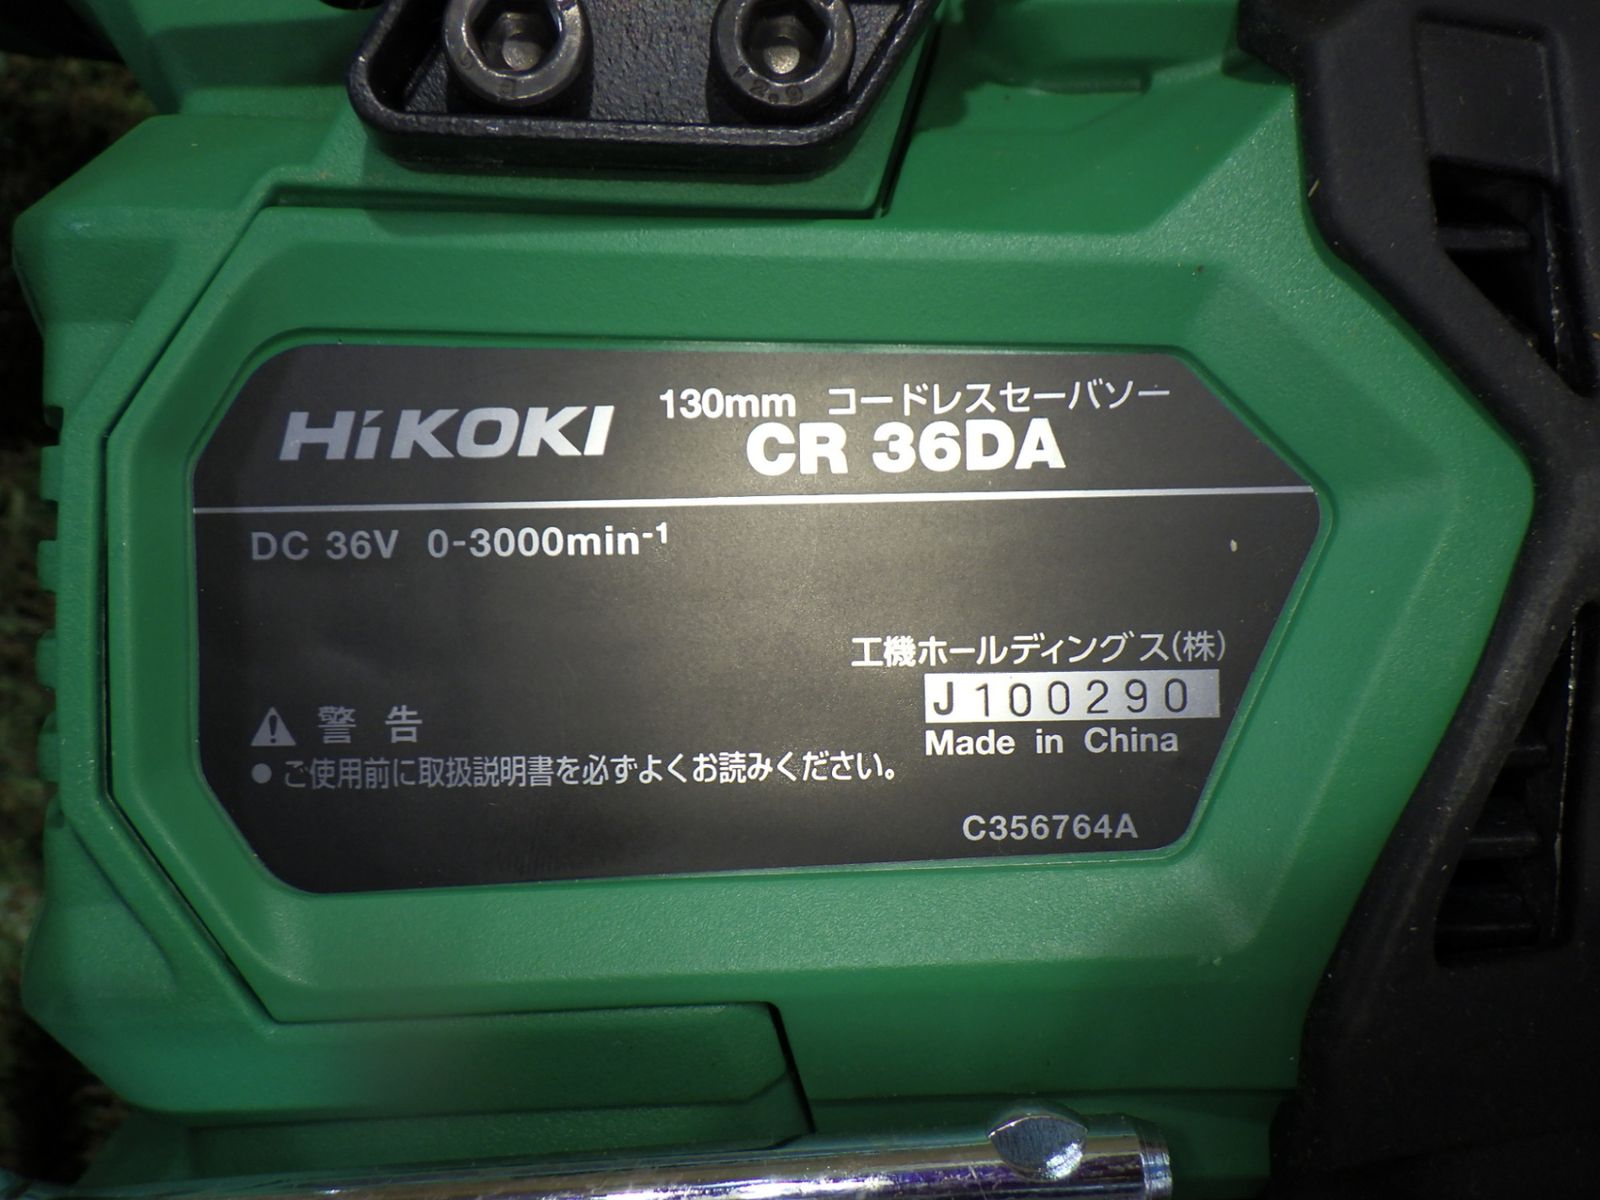 HiKOKI
130mm コードレスセーバソー
CR 36DA
DC 36V 0-3000min-1
工機ホールディングス(株)
J100290
Made in China
警告
● ご使用前に取扱説明書を必ずよくお読みください。
C356764A
12.9